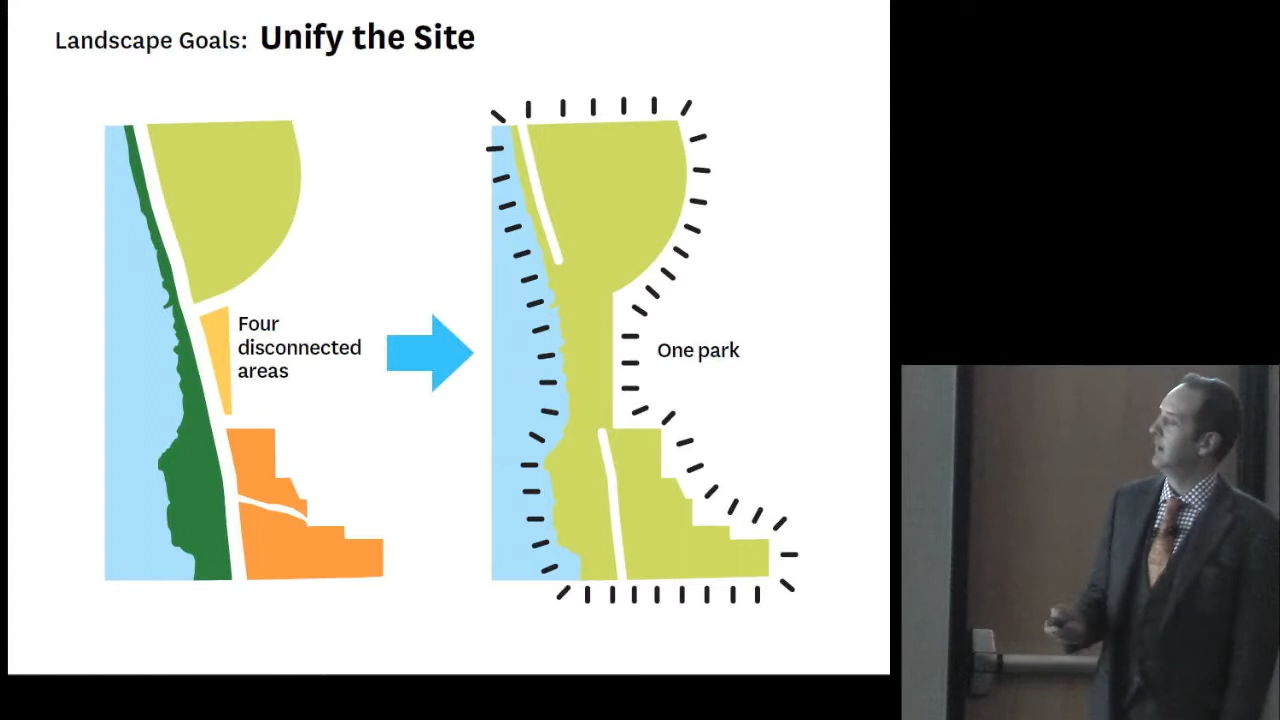 Landscape Goals: Unify the Site
Four
disconnected
areas
One park